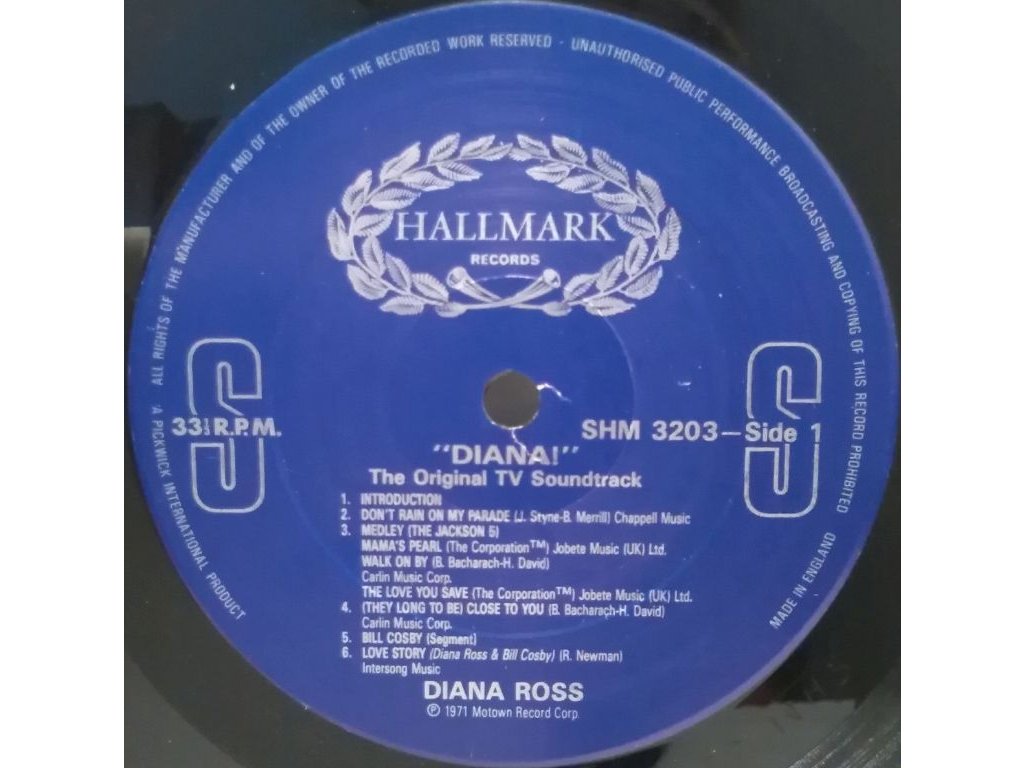 ALL RIGHTS OF THE MANUFACTURER AND OF THE OWNER OF THE RECORDED WORK RESERVED - UNAUTHORISED PUBLIC PERFORMANCE BROADCASTING AND COPYING OF THIS RECORD PROHIBITED
HALLMARK
RECORDS
S S
33⅓ R.P.M.
SHM 3203-Side 1
"DIANA!"
The Original TV Soundtrack
1. INTRODUCTION
2. DON'T RAIN ON MY PARADE (J. Styne-B. Merrill) Chappell Music
3. MEDLEY (THE JACKSON 5)
MAMA'S PEARL (The Corporation™) Jobete Music (UK) Ltd.
WALK ON BY (B. Bacharach-H. David)
Carlin Music Corp.
THE LOVE YOU SAVE (The Corporation™) Jobete Music (UK) Ltd.
4. (THEY LONG TO BE) CLOSE TO YOU (B. Bacharach-H. David)
Carlin Music Corp.
5. BILL COSBY (Segment)
6. LOVE STORY (Diana Ross & Bill Cosby) (R. Newman)
Intersong Music
DIANA ROSS
℗ 1971 Motown Record Corp.
A PICKWICK INTERNATIONAL PRODUCT
MADE IN ENGLAND